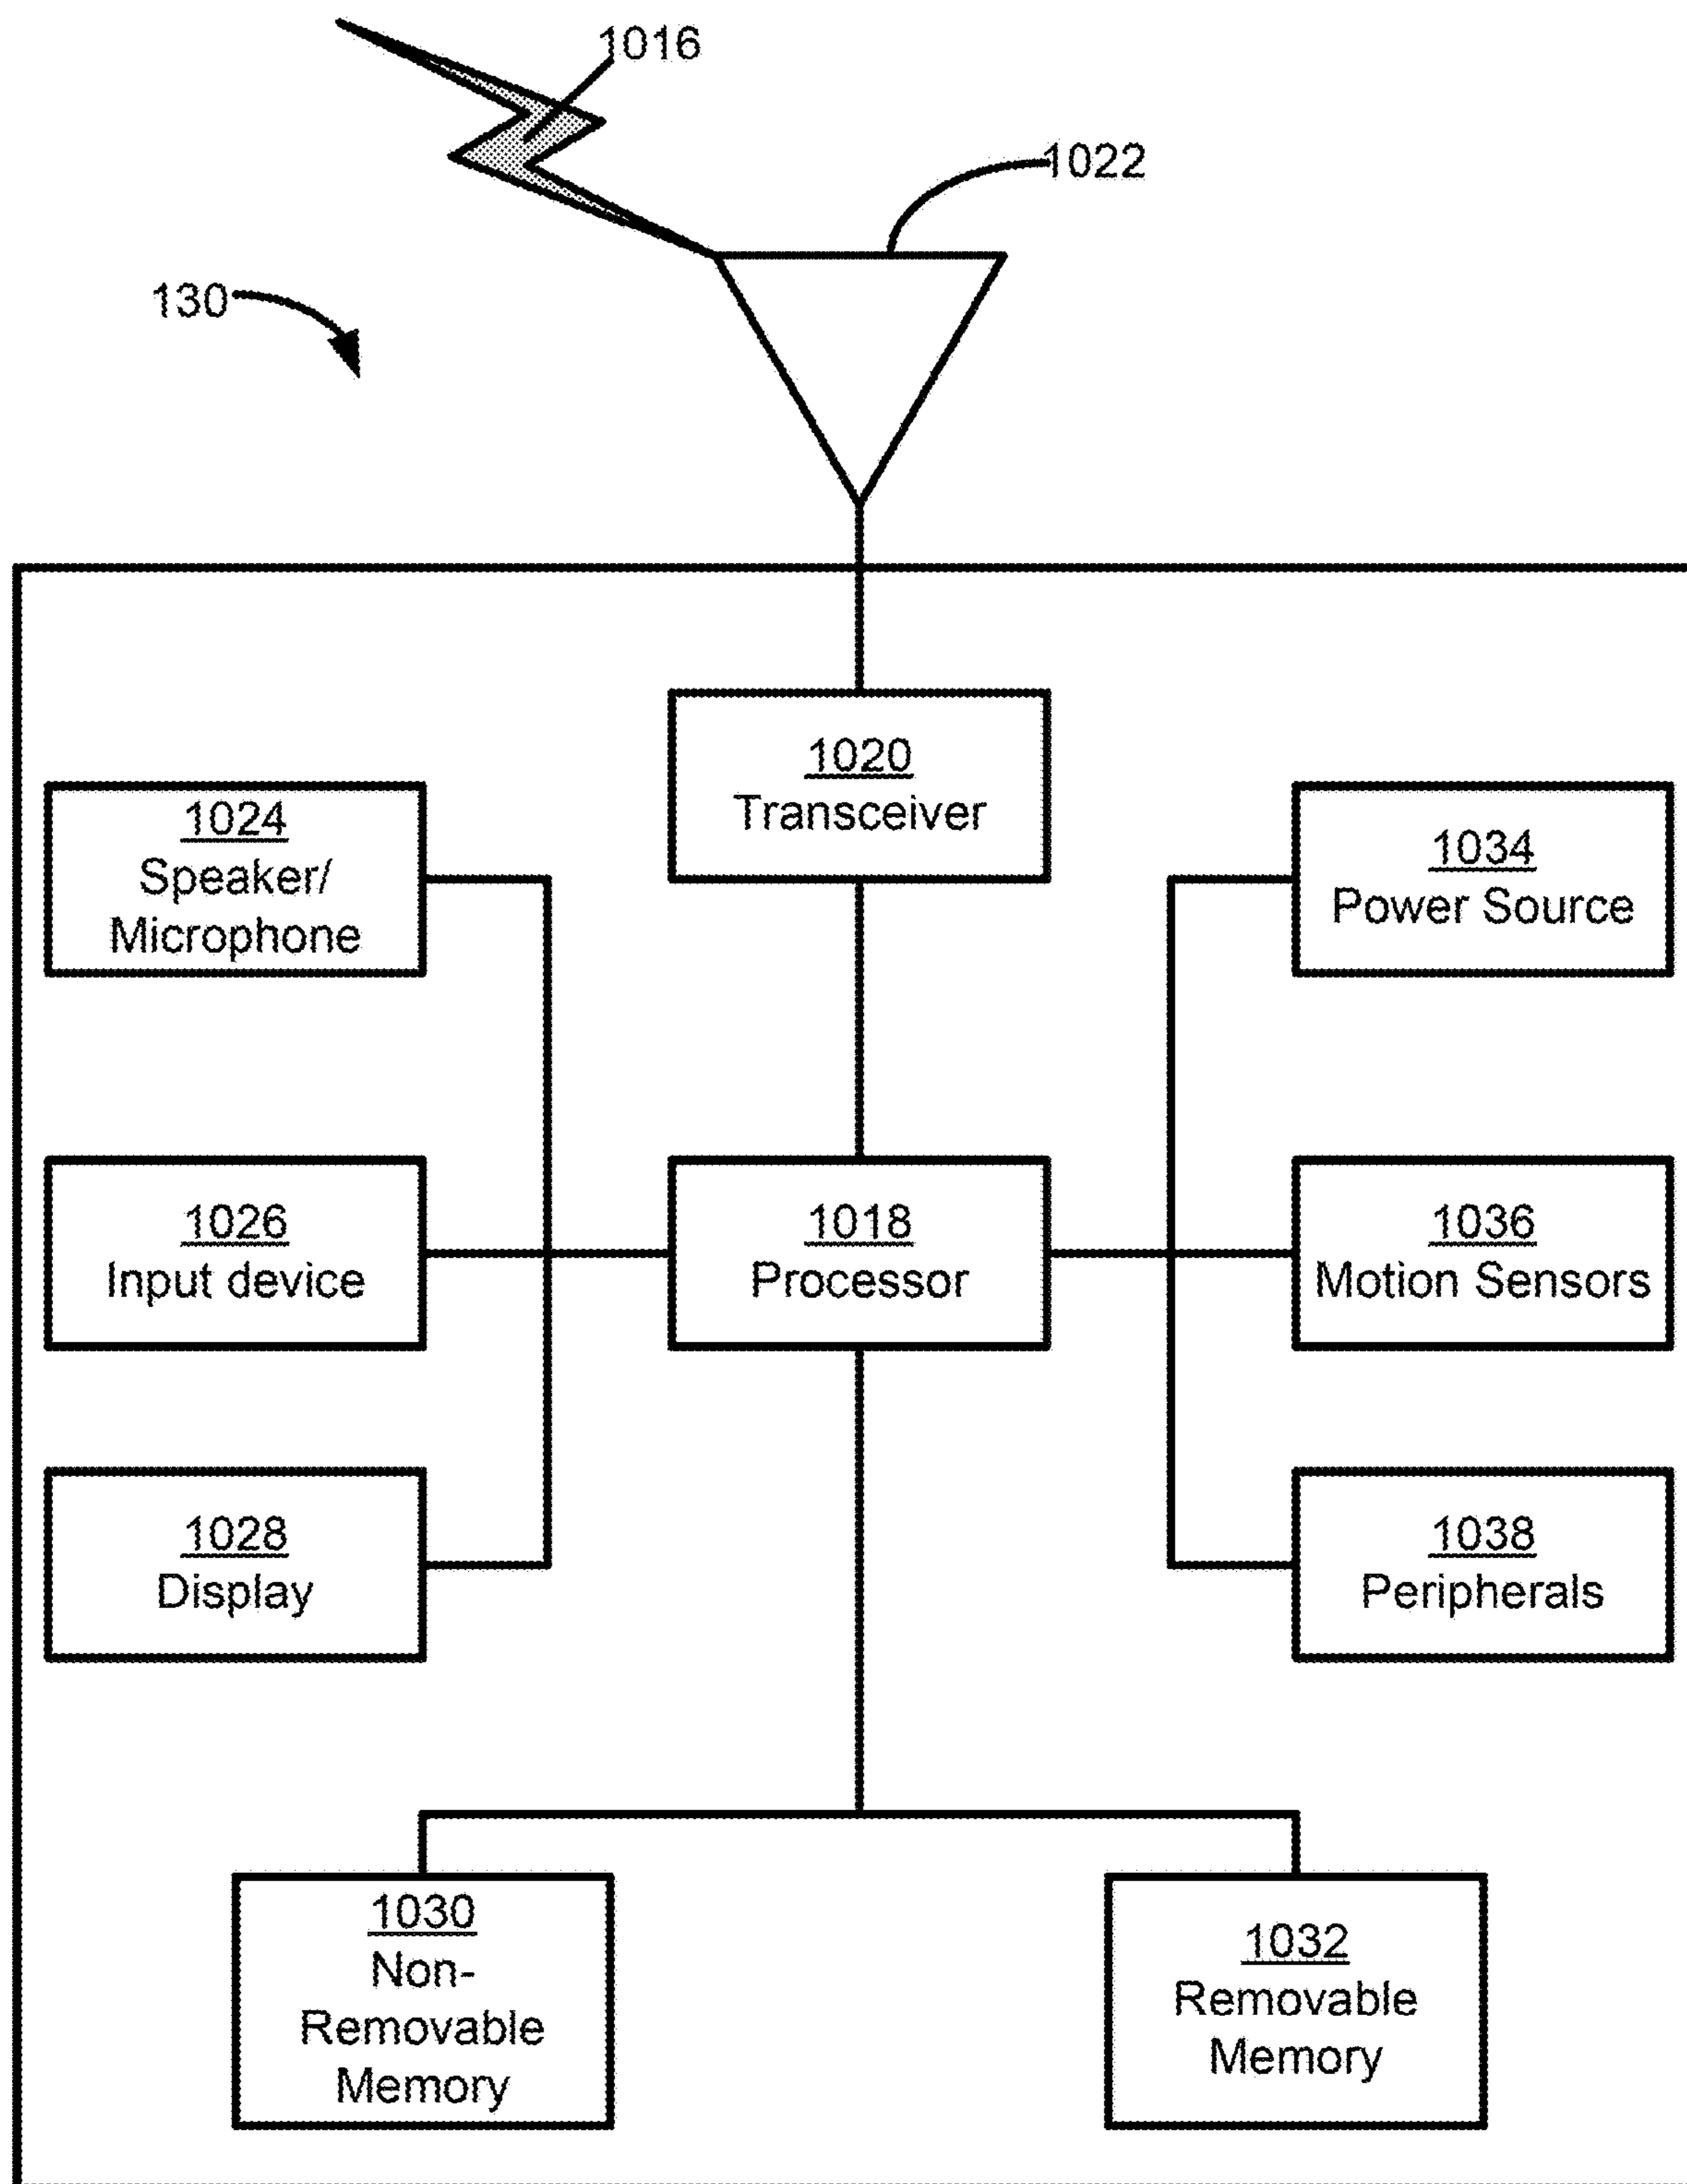 1016
1022
130
1020
Transceiver
1024
Speaker/
Microphone
1034
Power Source
1026
Input device
1018
Processor
1036
Motion Sensors
1028
Display
1038
Peripherals
1030
Non-
Removable
Memory
1032
Removable
Memory